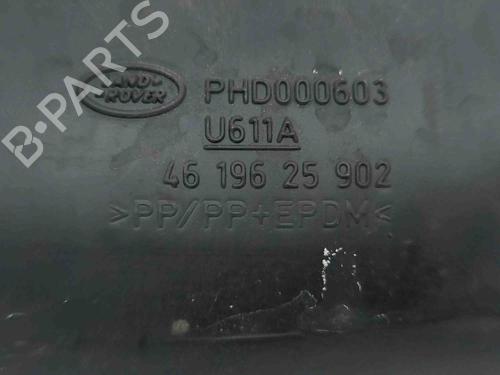 B-PARTS
LAND-
ROVER
PHD000603
U611A
46 196 25 902
>PP/PP+EPDM<